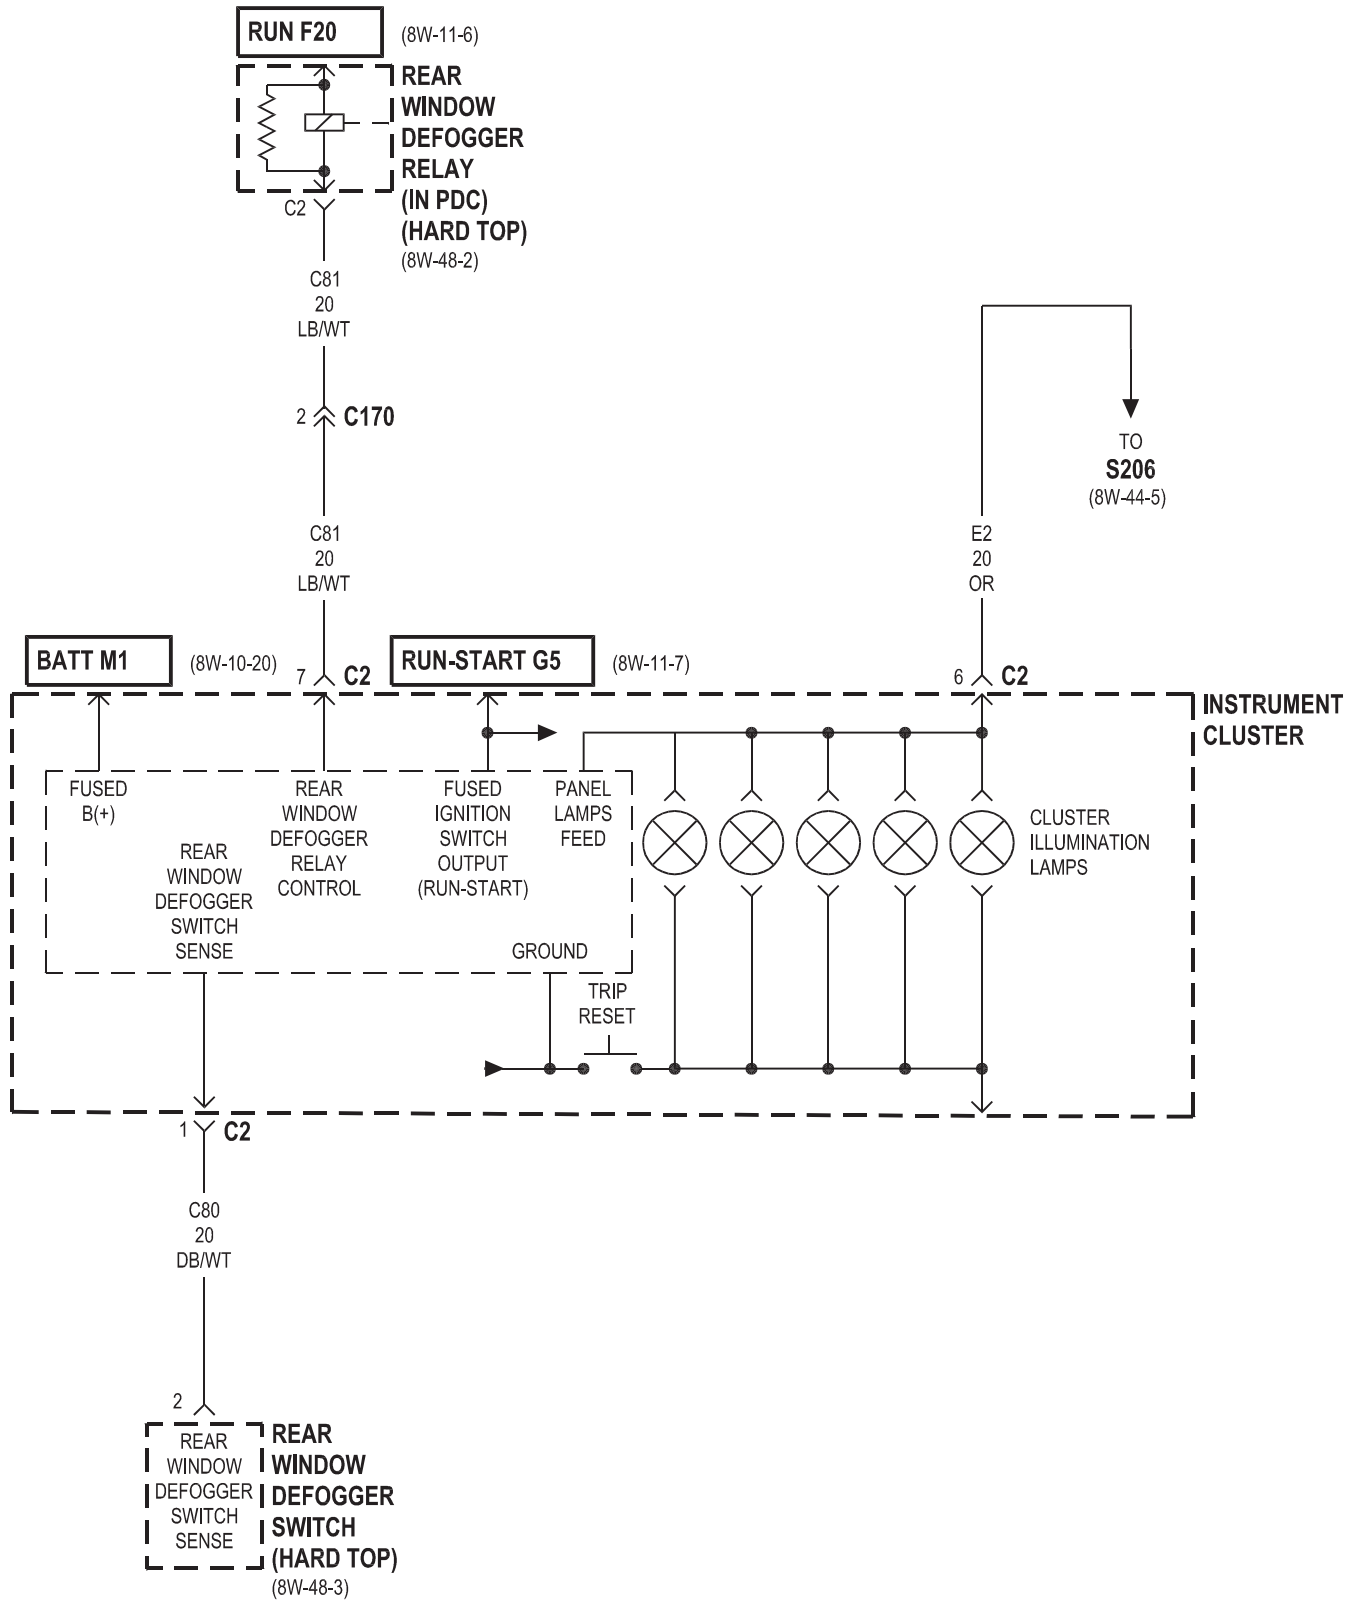 RUN F20
(8W-11-6)
REAR
WINDOW
DEFOGGER
RELAY
(IN PDC)
(HARD TOP)
(8W-48-2)
C2
C81
20
LB/WT
2
C170
C81
20
LB/WT
TO
S206
(8W-44-5)
E2
20
OR
BATT M1
(8W-10-20)
7
C2
RUN-START G5
(8W-11-7)
6
C2
INSTRUMENT
CLUSTER
FUSED
B(+)
REAR
WINDOW
DEFOGGER
SWITCH
SENSE
REAR
WINDOW
DEFOGGER
RELAY
CONTROL
FUSED
IGNITION
SWITCH
OUTPUT
(RUN-START)
PANEL
LAMPS
FEED
CLUSTER
ILLUMINATION
LAMPS
GROUND
TRIP
RESET
1
C2
C80
20
DB/WT
2
REAR
WINDOW
DEFOGGER
SWITCH
SENSE
REAR
WINDOW
DEFOGGER
SWITCH
(HARD TOP)
(8W-48-3)